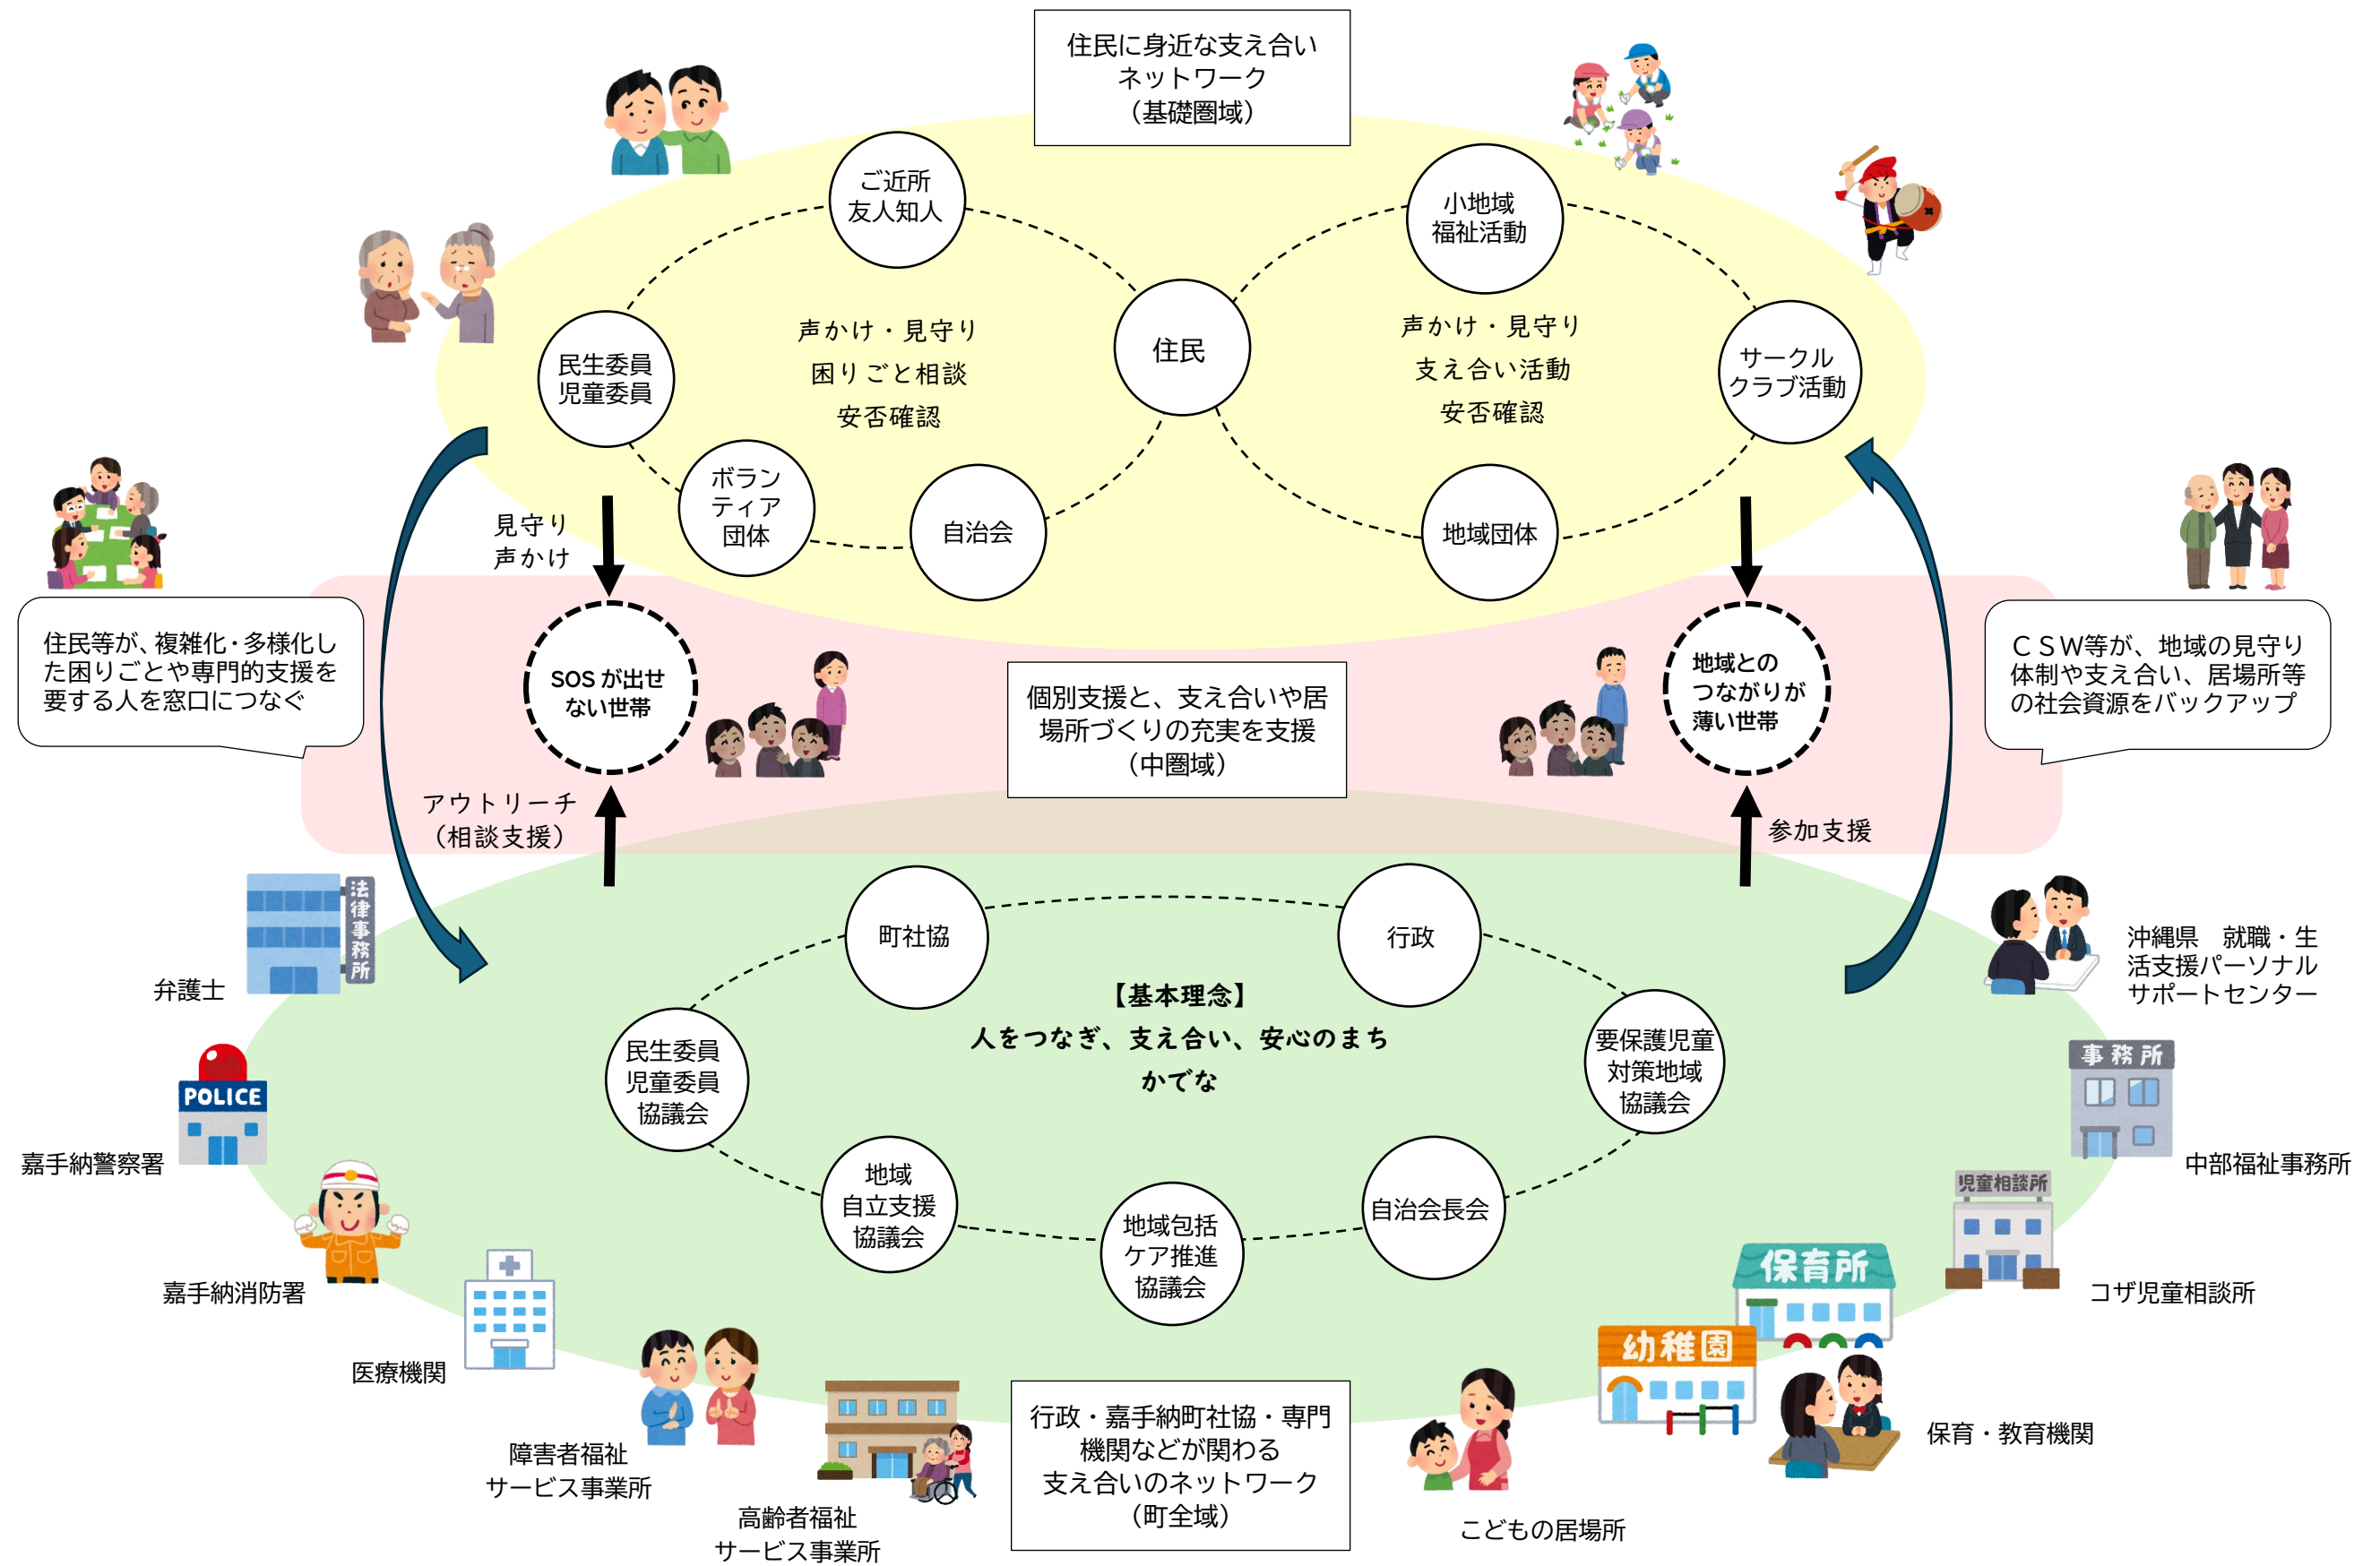 住民に身近な支え合い
ネットワーク
（基礎圏域）
ご近所
友人知人
小地域
福祉活動
民生委員
児童委員
声かけ・見守り
困りごと相談
安否確認
住民
声かけ・見守り
支え合い活動
安否確認
サークル
クラブ活動
ボラン
ティア
団体
自治会
地域団体
見守り
声かけ
住民等が、複雑化・多様化し
た困りごとや専門的支援を
要する人を窓口につなぐ
SOS が出せ
ない世帯
個別支援と、支え合いや居
場所づくりの充実を支援
（中圏域）
地域との
つながりが
薄い世帯
ＣＳＷ等が、地域の見守り
体制や支え合い、居場所等
の社会資源をバックアップ
アウトリーチ
（相談支援）
参加支援
町社協
行政
【基本理念】
人をつなぎ、支え合い、安心のまち
かでな
民生委員
児童委員
協議会
要保護児童
対策地域
協議会
地域
自立支援
協議会
地域包括
ケア推進
協議会
自治会長会
法律事務所
弁護士
POLICE
嘉手納警察署
嘉手納消防署
医療機関
障害者福祉
サービス事業所
高齢者福祉
サービス事業所
行政・嘉手納町社協・専門
機関などが関わる
支え合いのネットワーク
（町全域）
こどもの居場所
保育所
幼稚園
保育・教育機関
児童相談所
コザ児童相談所
事務所
中部福祉事務所
沖縄県　就職・生
活支援パーソナル
サポートセンター